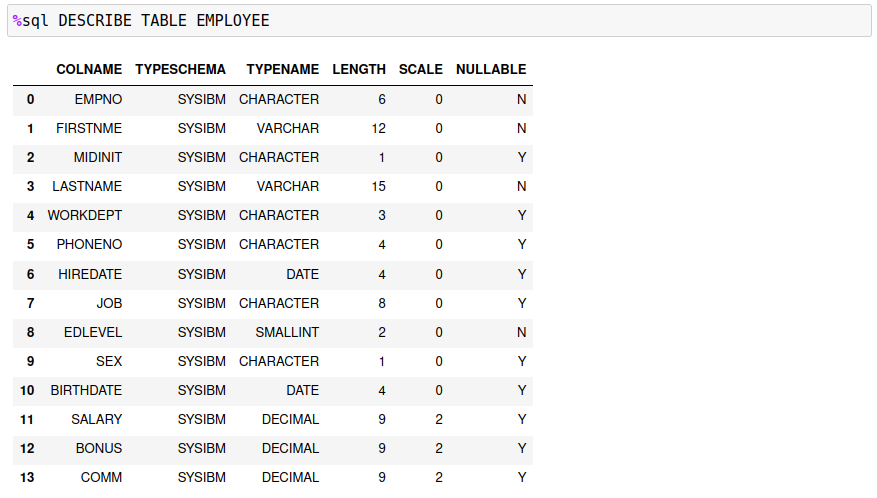 %sql DESCRIBE TABLE EMPLOYEE
COLNAME TYPESCHEMA TYPENAME LENGTH SCALE NULLABLE
0 EMPNO SYSIBM CHARACTER 6 0 N
1 FIRSTNME SYSIBM VARCHAR 12 0 N
2 MIDINIT SYSIBM CHARACTER 1 0 Y
3 LASTNAME SYSIBM VARCHAR 15 0 N
4 WORKDEPT SYSIBM CHARACTER 3 0 Y
5 PHONENO SYSIBM CHARACTER 4 0 Y
6 HIREDATE SYSIBM DATE 4 0 Y
7 JOB SYSIBM CHARACTER 8 0 Y
8 EDLEVEL SYSIBM SMALLINT 2 0 N
9 SEX SYSIBM CHARACTER 1 0 Y
10 BIRTHDATE SYSIBM DATE 4 0 Y
11 SALARY SYSIBM DECIMAL 9 2 Y
12 BONUS SYSIBM DECIMAL 9 2 Y
13 COMM SYSIBM DECIMAL 9 2 Y